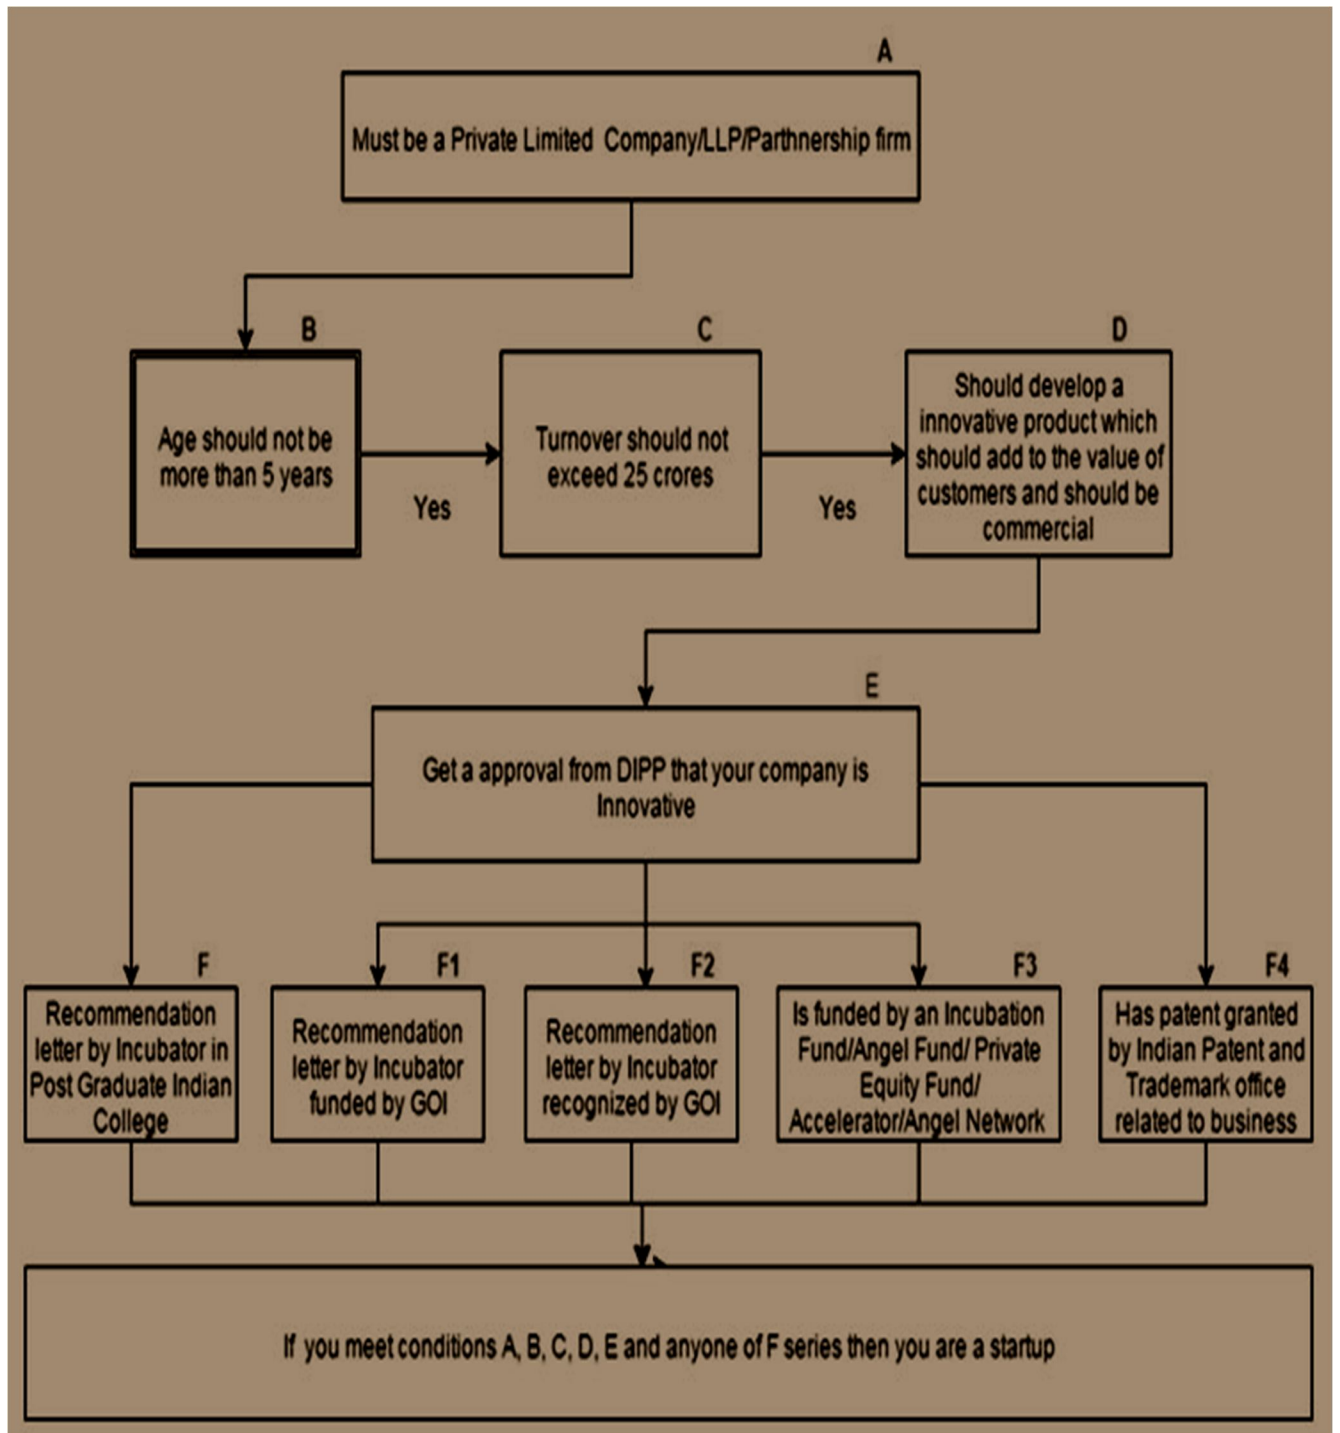 A
Must be a Private Limited Company/LLP/Parthnership firm
B
C
D
Age should not be
more than 5 years
Yes
Turnover should not
exceed 25 crores
Yes
Should develop a
innovative product which
should add to the value of
customers and should be
commercial
E
Get a approval from DIPP that your company is
Innovative
F
Recommendation
letter by Incubator in
Post Graduate Indian
College
F1
Recommendation
letter by Incubator
funded by GOI
F2
Recommendation
letter by Incubator
recognized by GOI
F3
Is funded by an Incubation
Fund/Angel Fund/ Private
Equity Fund/
Accelerator/Angel Network
F4
Has patent granted
by Indian Patent and
Trademark office
related to business
If you meet conditions A, B, C, D, E and anyone of F series then you are a startup